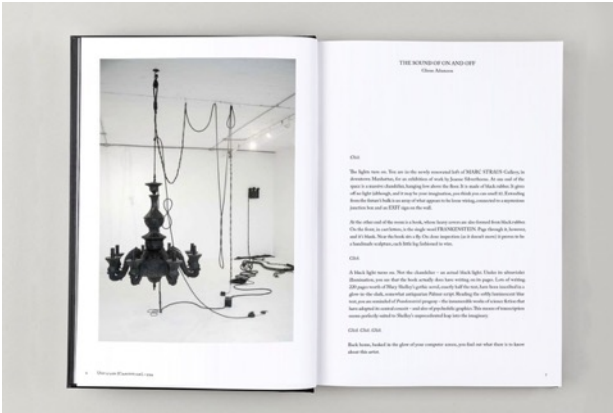 THE SOUND OF ON AND OFF
Glenn Adamson
Click
The lights turn on. You are in the newly renovated loft of MARC STRAUS Gallery, in
downtown Manhattan, for an exhibition of work by Jeanne Silverthorne. At one end of the
space is a massive chandelier, hanging low above the floor. It is made of black rubber. It gives
off no light (although, and it may be your imagination, you think you can smell it). Extending
from the fixture's bulk is an array of what appears to be loose wiring, connected to a mysterious
junction box and an EXIT sign on the wall.
At the other end of the room is a book, whose heavy covers are also formed from black rubber.
On the front, in cast letters, is the single word FRANKENSTEIN. Page through it, however,
and it's blank. Near the book sits a fly. On close inspection (as it doesn't move) it proves to be
a handmade sculpture, each little leg fashioned in wire.
Click
A black light turns on. Not the chandelier – an actual black light. Under its ultraviolet
illumination, you see that the book actually does have writing on its pages. Lots of writing:
pages worth of Mary Shelley's gothic novel, exactly half the text, have been inscribed in a
glow-in-the-dark, somewhat antiquarian Palmer script. Reading the softly luminescent blue
text, you are reminded of progeny – the innumerable works of science fiction that
have adopted its central conceit – and also of psychedelic graphics. This means of transcription
seems perfectly suited to Shelley's unprecedented leap into the imaginary.
Click Click Click
Back home, bathed in the glow of your computer screen, you find out what there is to know
about this artist.